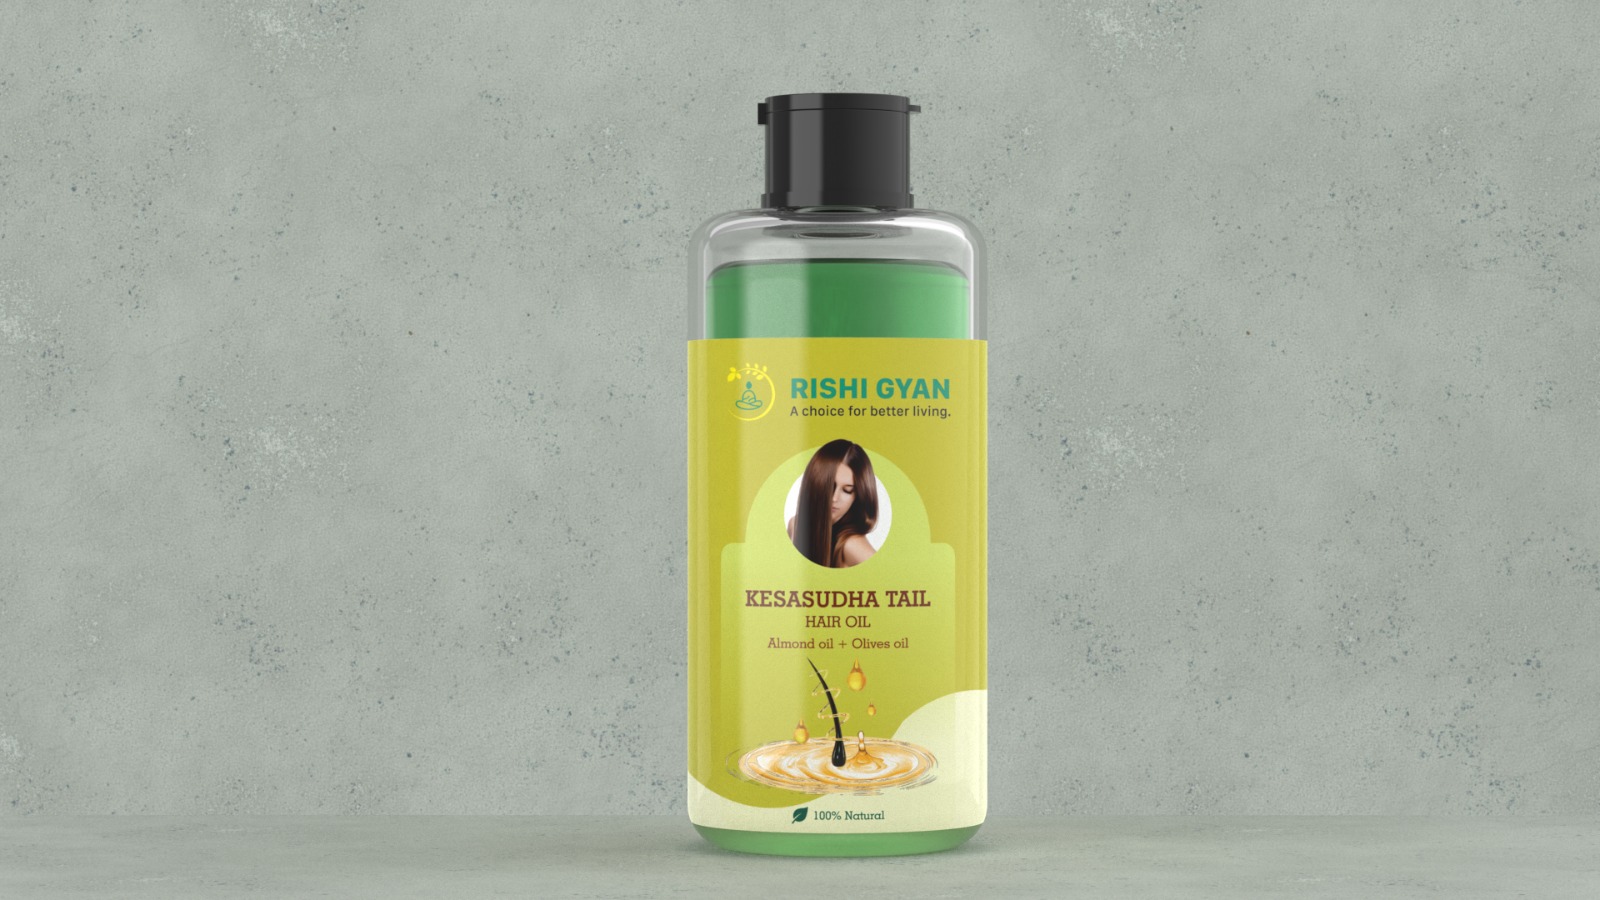 RISHI GYAN
A choice for better living.
KESASUDHA TAIL
HAIR OIL
Almond oil + Olives oil
100% Natural